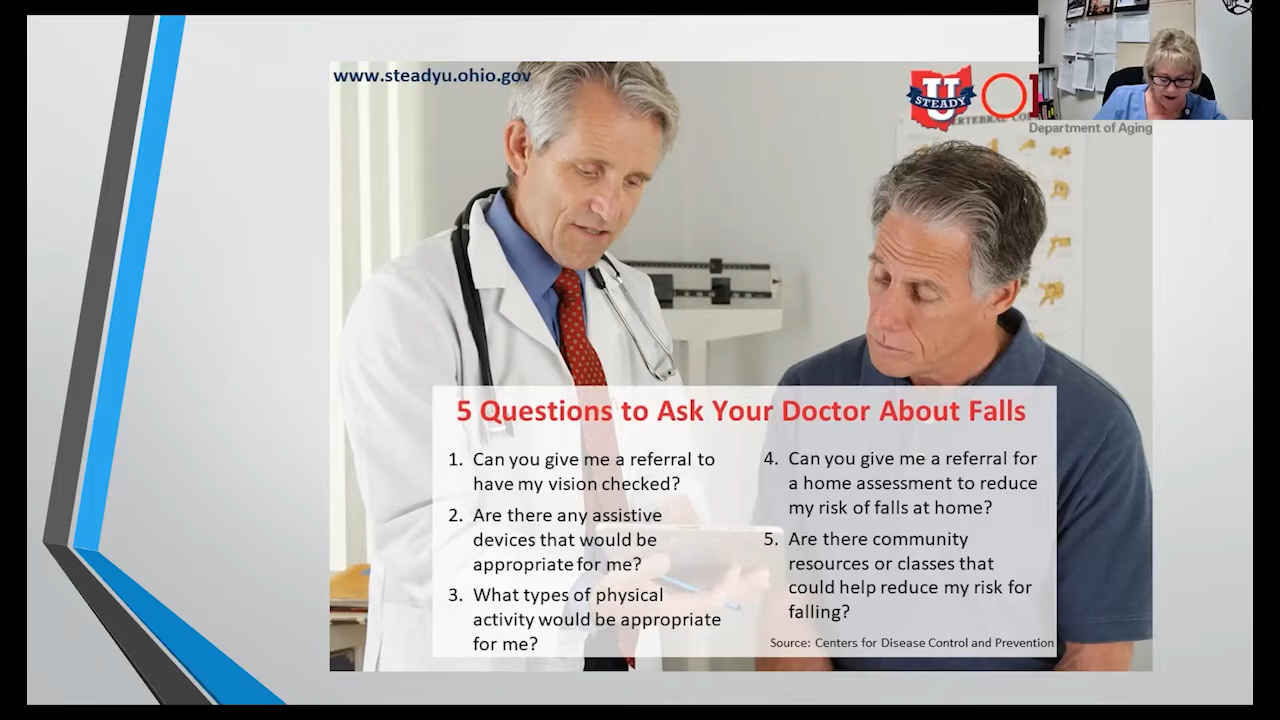 www.steadyu.ohio.gov
U
STEADY
Department of Aging
5 Questions to Ask Your Doctor About Falls
1. Can you give me a referral to
have my vision checked?
2. Are there any assistive
devices that would be
appropriate for me?
3. What types of physical
activity would be appropriate
for me?
4. Can you give me a referral for
a home assessment to reduce
my risk of falls at home?
5. Are there community
resources or classes that
could help reduce my risk for
falling?
Source: Centers for Disease Control and Prevention